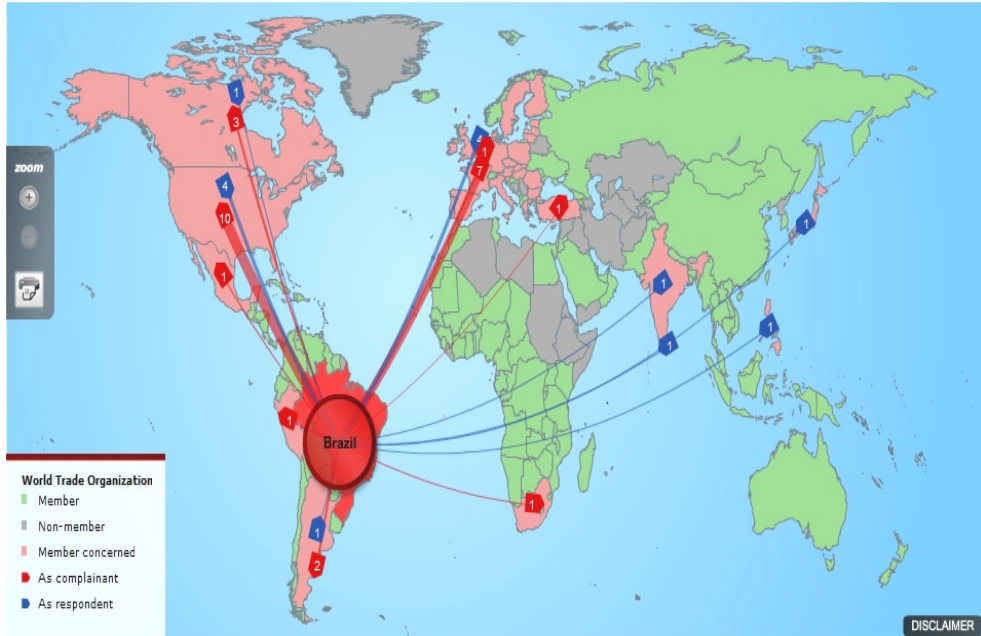 1
3
4
1
7
4
10
1
1
1
1
1
1
1
Brazil
1
1
2
zoom
World Trade Organization
Member
Non-member
Member concerned
As complainant
As respondent
DISCLAIMER